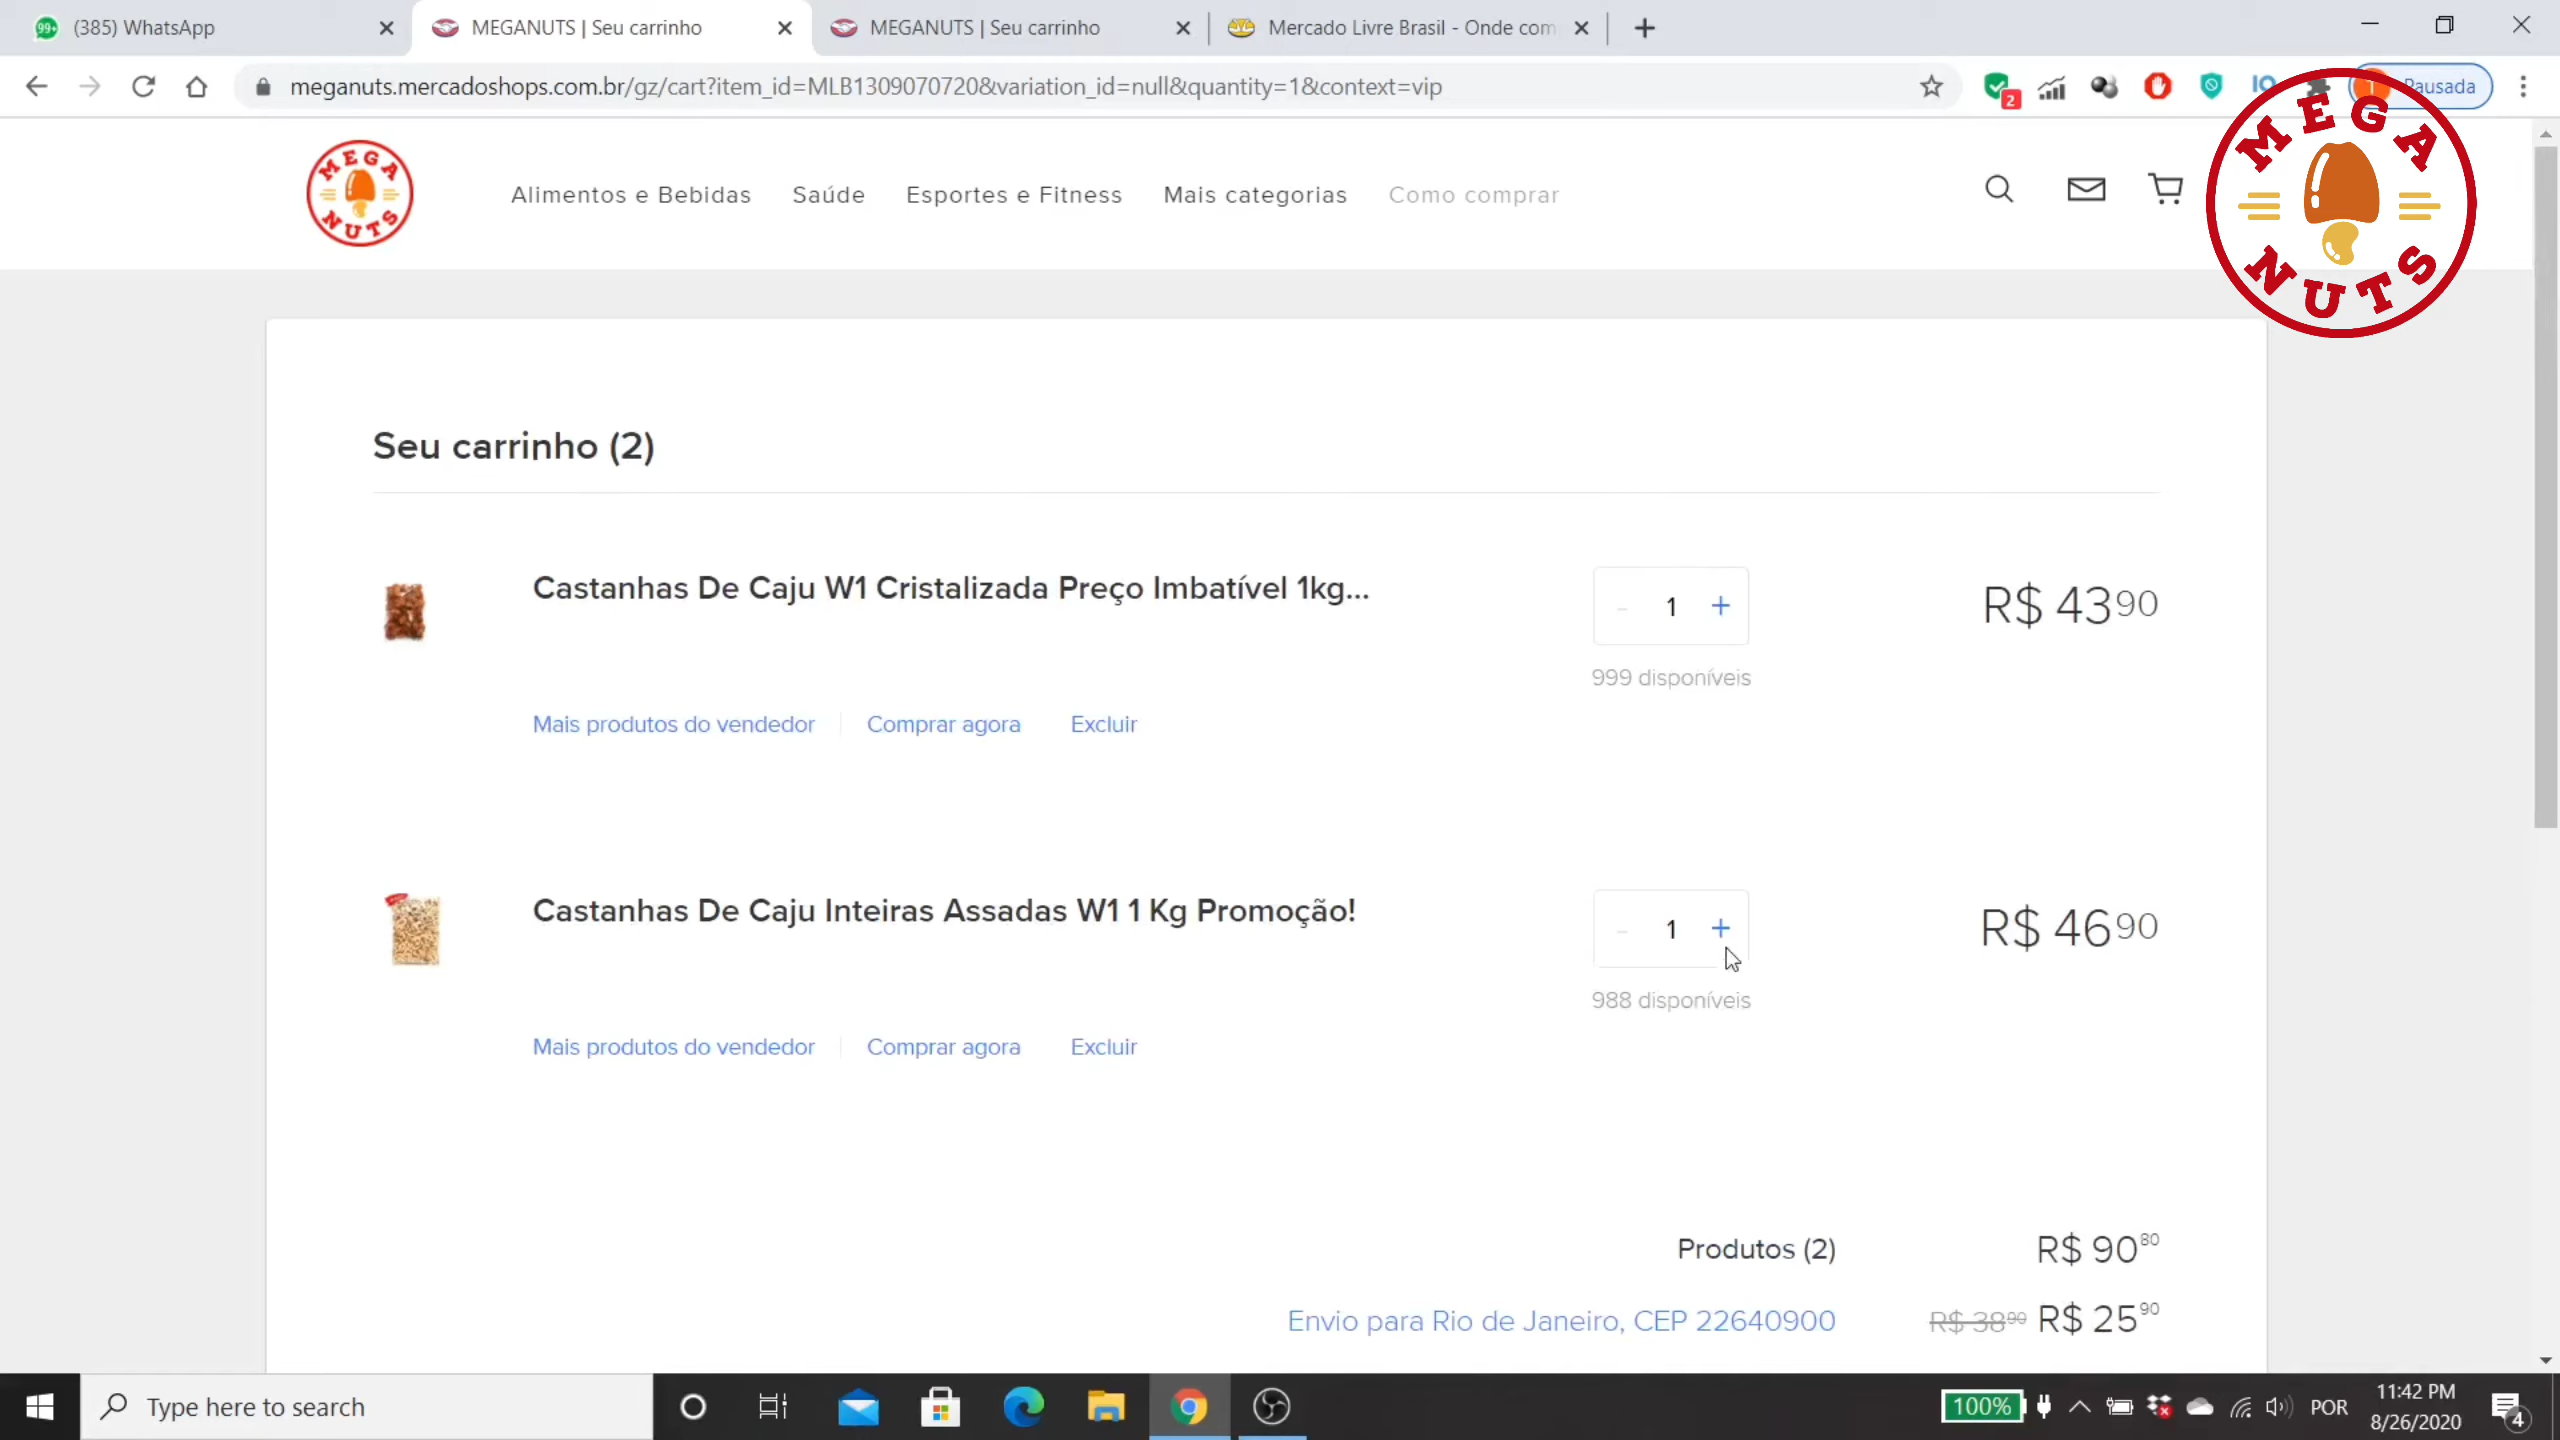 99+ (385) WhatsApp
MEGANUTS | Seu carrinho
MEGANUTS | Seu carrinho
Mercado Livre Brasil - Onde com
meganuts.mercadoshops.com.br/gz/cart?item_id=MLB1309070720&variation_id=null&quantity=1&context=vip
2
Pausada
MEGA NUTS
Alimentos e Bebidas
Saúde
Esportes e Fitness
Mais categorias
Como comprar
MEGA NUTS
Seu carrinho (2)
Castanhas De Caju W1 Cristalizada Preço Imbatível 1kg...
- 1 +
R$ 43 90
999 disponíveis
Mais produtos do vendedor
Comprar agora
Excluir
Castanhas De Caju Inteiras Assadas W1 1 Kg Promoção!
- 1 +
R$ 46 90
988 disponíveis
Mais produtos do vendedor
Comprar agora
Excluir
Produtos (2)
R$ 90 80
Envio para Rio de Janeiro, CEP 22640900
R$ 38 90 R$ 25 90
Type here to search
100%
POR
11:42 PM
8/26/2020
4